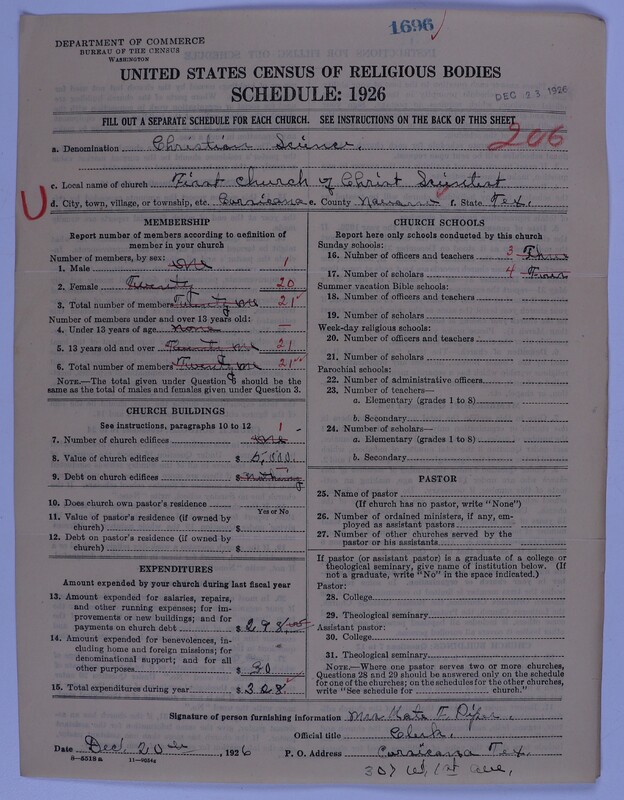 1696
DEPARTMENT OF COMMERCE
BUREAU OF THE CENSUS
WASHINGTON
UNITED STATES CENSUS OF RELIGIOUS BODIES
SCHEDULE: 1926
DEC 23 1926
FILL OUT A SEPARATE SCHEDULE FOR EACH CHURCH. SEE INSTRUCTIONS ON THE BACK OF THIS SHEET
206
a. Denomination Christian Science
c. Local name of church First Church of Christ Scientist
U
d. City, town, village, or township, etc. Corsicana e. County Navarro f. State Tex.
MEMBERSHIP
Report number of members according to definition of member in your church
Number of members, by sex:
1. Male one 1
2. Female Twenty 20
3. Total number of members Twenty one 21
Number of members under and over 13 years old:
4. Under 13 years of age none —
5. 13 years old and over Twenty one 21
6. Total number of members Twenty one 21
NOTE.—The total given under Question 6 should be the same as the total of males and females given under Question 3.
CHURCH BUILDINGS
See instructions, paragraphs 10 to 12
7. Number of church edifices one 1
8. Value of church edifices $ 5,000.
9. Debt on church edifices $ Nothing
10. Does church own pastor's residence
Yes or No
11. Value of pastor's residence (if owned by church) $
12. Debt on pastor's residence (if owned by church) $
EXPENDITURES
Amount expended by your church during last fiscal year
13. Amount expended for salaries, repairs, and other running expenses; for improvements or new buildings; and for payments on church debt $ 298.00
14. Amount expended for benevolences, including home and foreign missions; for denominational support; and for all other purposes $ 30
15. Total expenditures during year $ 328
CHURCH SCHOOLS
Report here only schools conducted by this church
Sunday schools:
16. Number of officers and teachers 3 Three
17. Number of scholars 4 Four
Summer vacation Bible schools:
18. Number of officers and teachers
19. Number of scholars
Week-day religious schools:
20. Number of officers and teachers
21. Number of scholars
Parochial schools:
22. Number of administrative officers
23. Number of teachers—
a. Elementary (grades 1 to 8)
b. Secondary
24. Number of scholars—
a. Elementary (grades 1 to 8)
b. Secondary
PASTOR
25. Name of pastor
(If church has no pastor, write "None")
26. Number of ordained ministers, if any, employed as assistant pastors
27. Number of other churches served by the pastor or his assistants
If pastor (or assistant pastor) is a graduate of a college or theological seminary, give name of institution below. (If not a graduate, write "No" in the space indicated.)
Pastor:
28. College
29. Theological seminary
Assistant pastor:
30. College
31. Theological seminary
NOTE.—Where one pastor serves two or more churches, Questions 28 and 29 should be answered only on the schedule for one of the churches; on the schedules for the other churches, write "See schedule for church."
Signature of person furnishing information Mrs Kate F. Piper.
Official title Clerk.
Date Dec. 20th, 1926 P. O. Address Corsicana Tex.
307 W. 1st Ave,
8—5518a 11—9054a